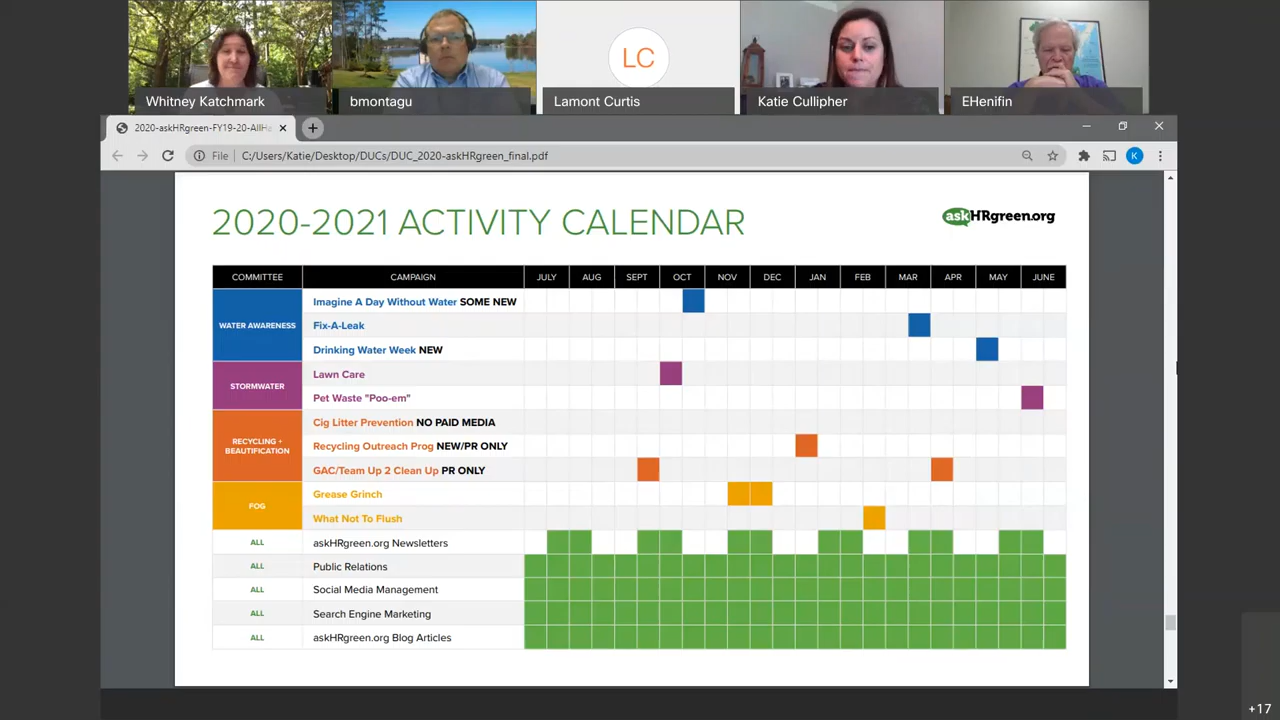 Whitney Katchmark
bmontagu
LC
Lamont Curtis
Katie Cullipher
EHenifin
2020-askHRgreen-FY19-20-AllHa
File C:/Users/Katie/Desktop/DUCs/DUC_2020-askHRgreen_final.pdf
K
2020-2021 ACTIVITY CALENDAR
askHRgreen.org
COMMITTEE CAMPAIGN JULY AUG SEPT OCT NOV DEC JAN FEB MAR APR MAY JUNE
WATER AWARENESS
Imagine A Day Without Water SOME NEW
Fix-A-Leak
Drinking Water Week NEW
STORMWATER
Lawn Care
Pet Waste "Poo-em"
RECYCLING +
BEAUTIFICATION
Cig Litter Prevention NO PAID MEDIA
Recycling Outreach Prog NEW/PR ONLY
GAC/Team Up 2 Clean Up PR ONLY
FOG
Grease Grinch
What Not To Flush
ALL askHRgreen.org Newsletters
ALL Public Relations
ALL Social Media Management
ALL Search Engine Marketing
ALL askHRgreen.org Blog Articles
+17